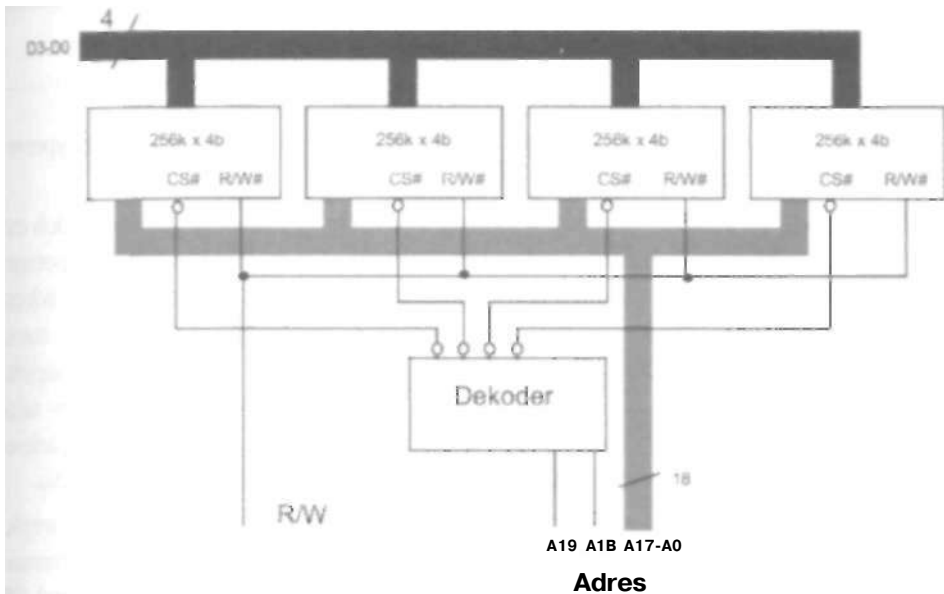 4
D3-D0
256k x 4b 256k x 4b 256k x 4b 256k x 4b
CS# R/W# CS# R/W# CS# R/W# CS# R/W#
Dekoder
18
R/W
A19 A1B A17-A0
Adres